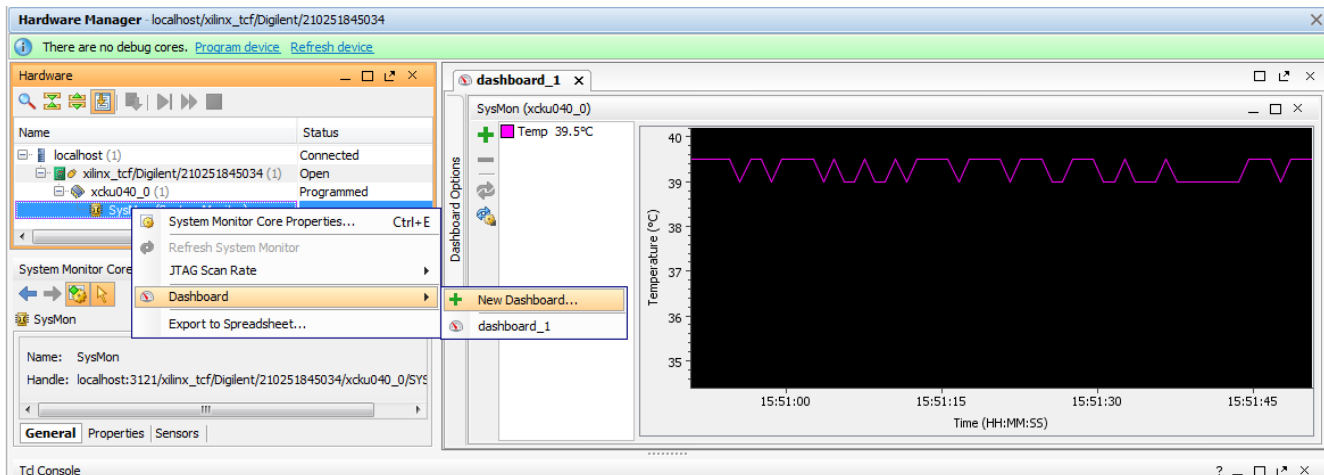 Hardware Manager - localhost/xilinx_tcf/Digilent/210251845034
There are no debug cores. Program device Refresh device
Hardware
Name Status
localhost (1) Connected
xilinx_tcf/Digilent/210251845034 (1) Open
xcku040_0 (1) Programmed
System Monitor Core Properties... Ctrl+E
Refresh System Monitor
JTAG Scan Rate
Dashboard
Export to Spreadsheet...
New Dashboard...
dashboard_1
System Monitor Core
SysMon
Name: SysMon
Handle: localhost:3121/xilinx_tcf/Digilent/210251845034/xcku040_0/SYS
General Properties Sensors
dashboard_1
Dashboard Options
SysMon (xcku040_0)
Temp 39.5°C
Temperature (°C)
40
39
38
37
36
35
15:51:00 15:51:15 15:51:30 15:51:45
Time (HH:MM:SS)
Tcl Console